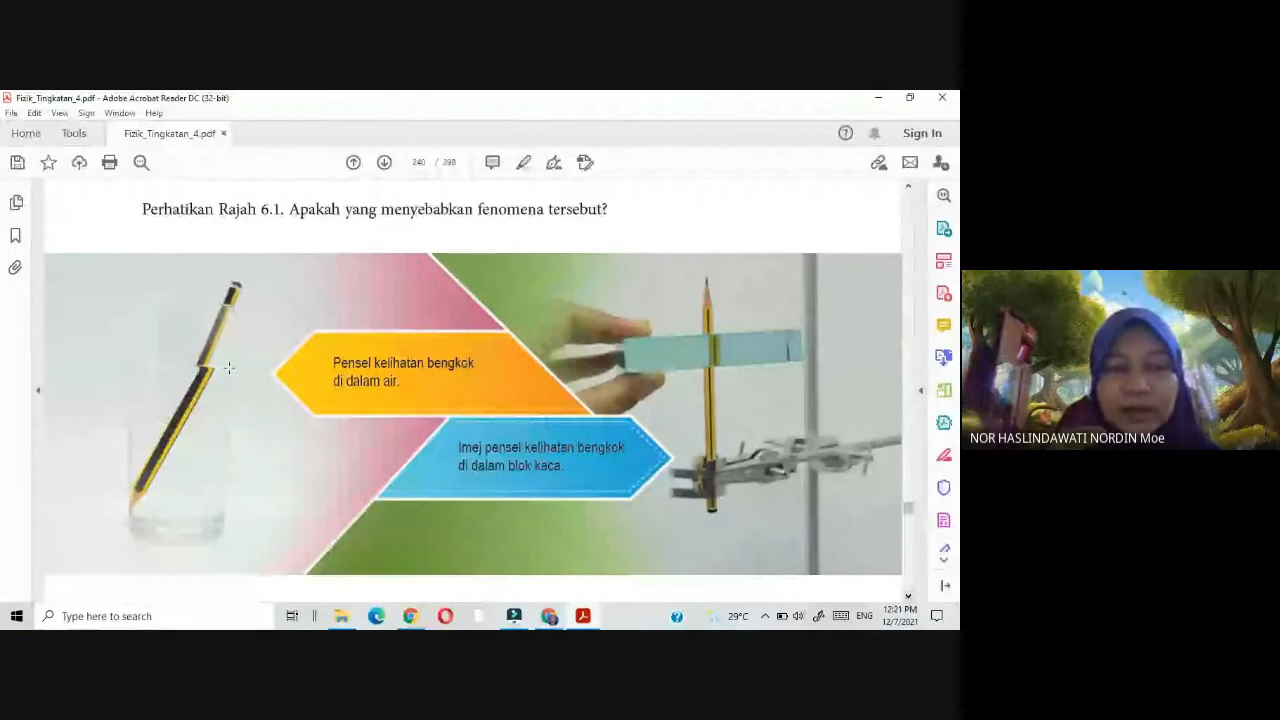 Fizik_Tingkatan_4.pdf - Adobe Acrobat Reader DC (32-bit)
File Edit View Sign Window Help
Home Tools Fizik_Tingkatan_4.pdf × Sign In
240 / 298
Perhatikan Rajah 6.1. Apakah yang menyebabkan fenomena tersebut?
Pensel kelihatan bengkok
di dalam air.
Imej pensel kelihatan bengkok
di dalam blok kaca.
NOR HASLINDAWATI NORDIN Moe
Type here to search
29°C ENG 12:21 PM
12/7/2021